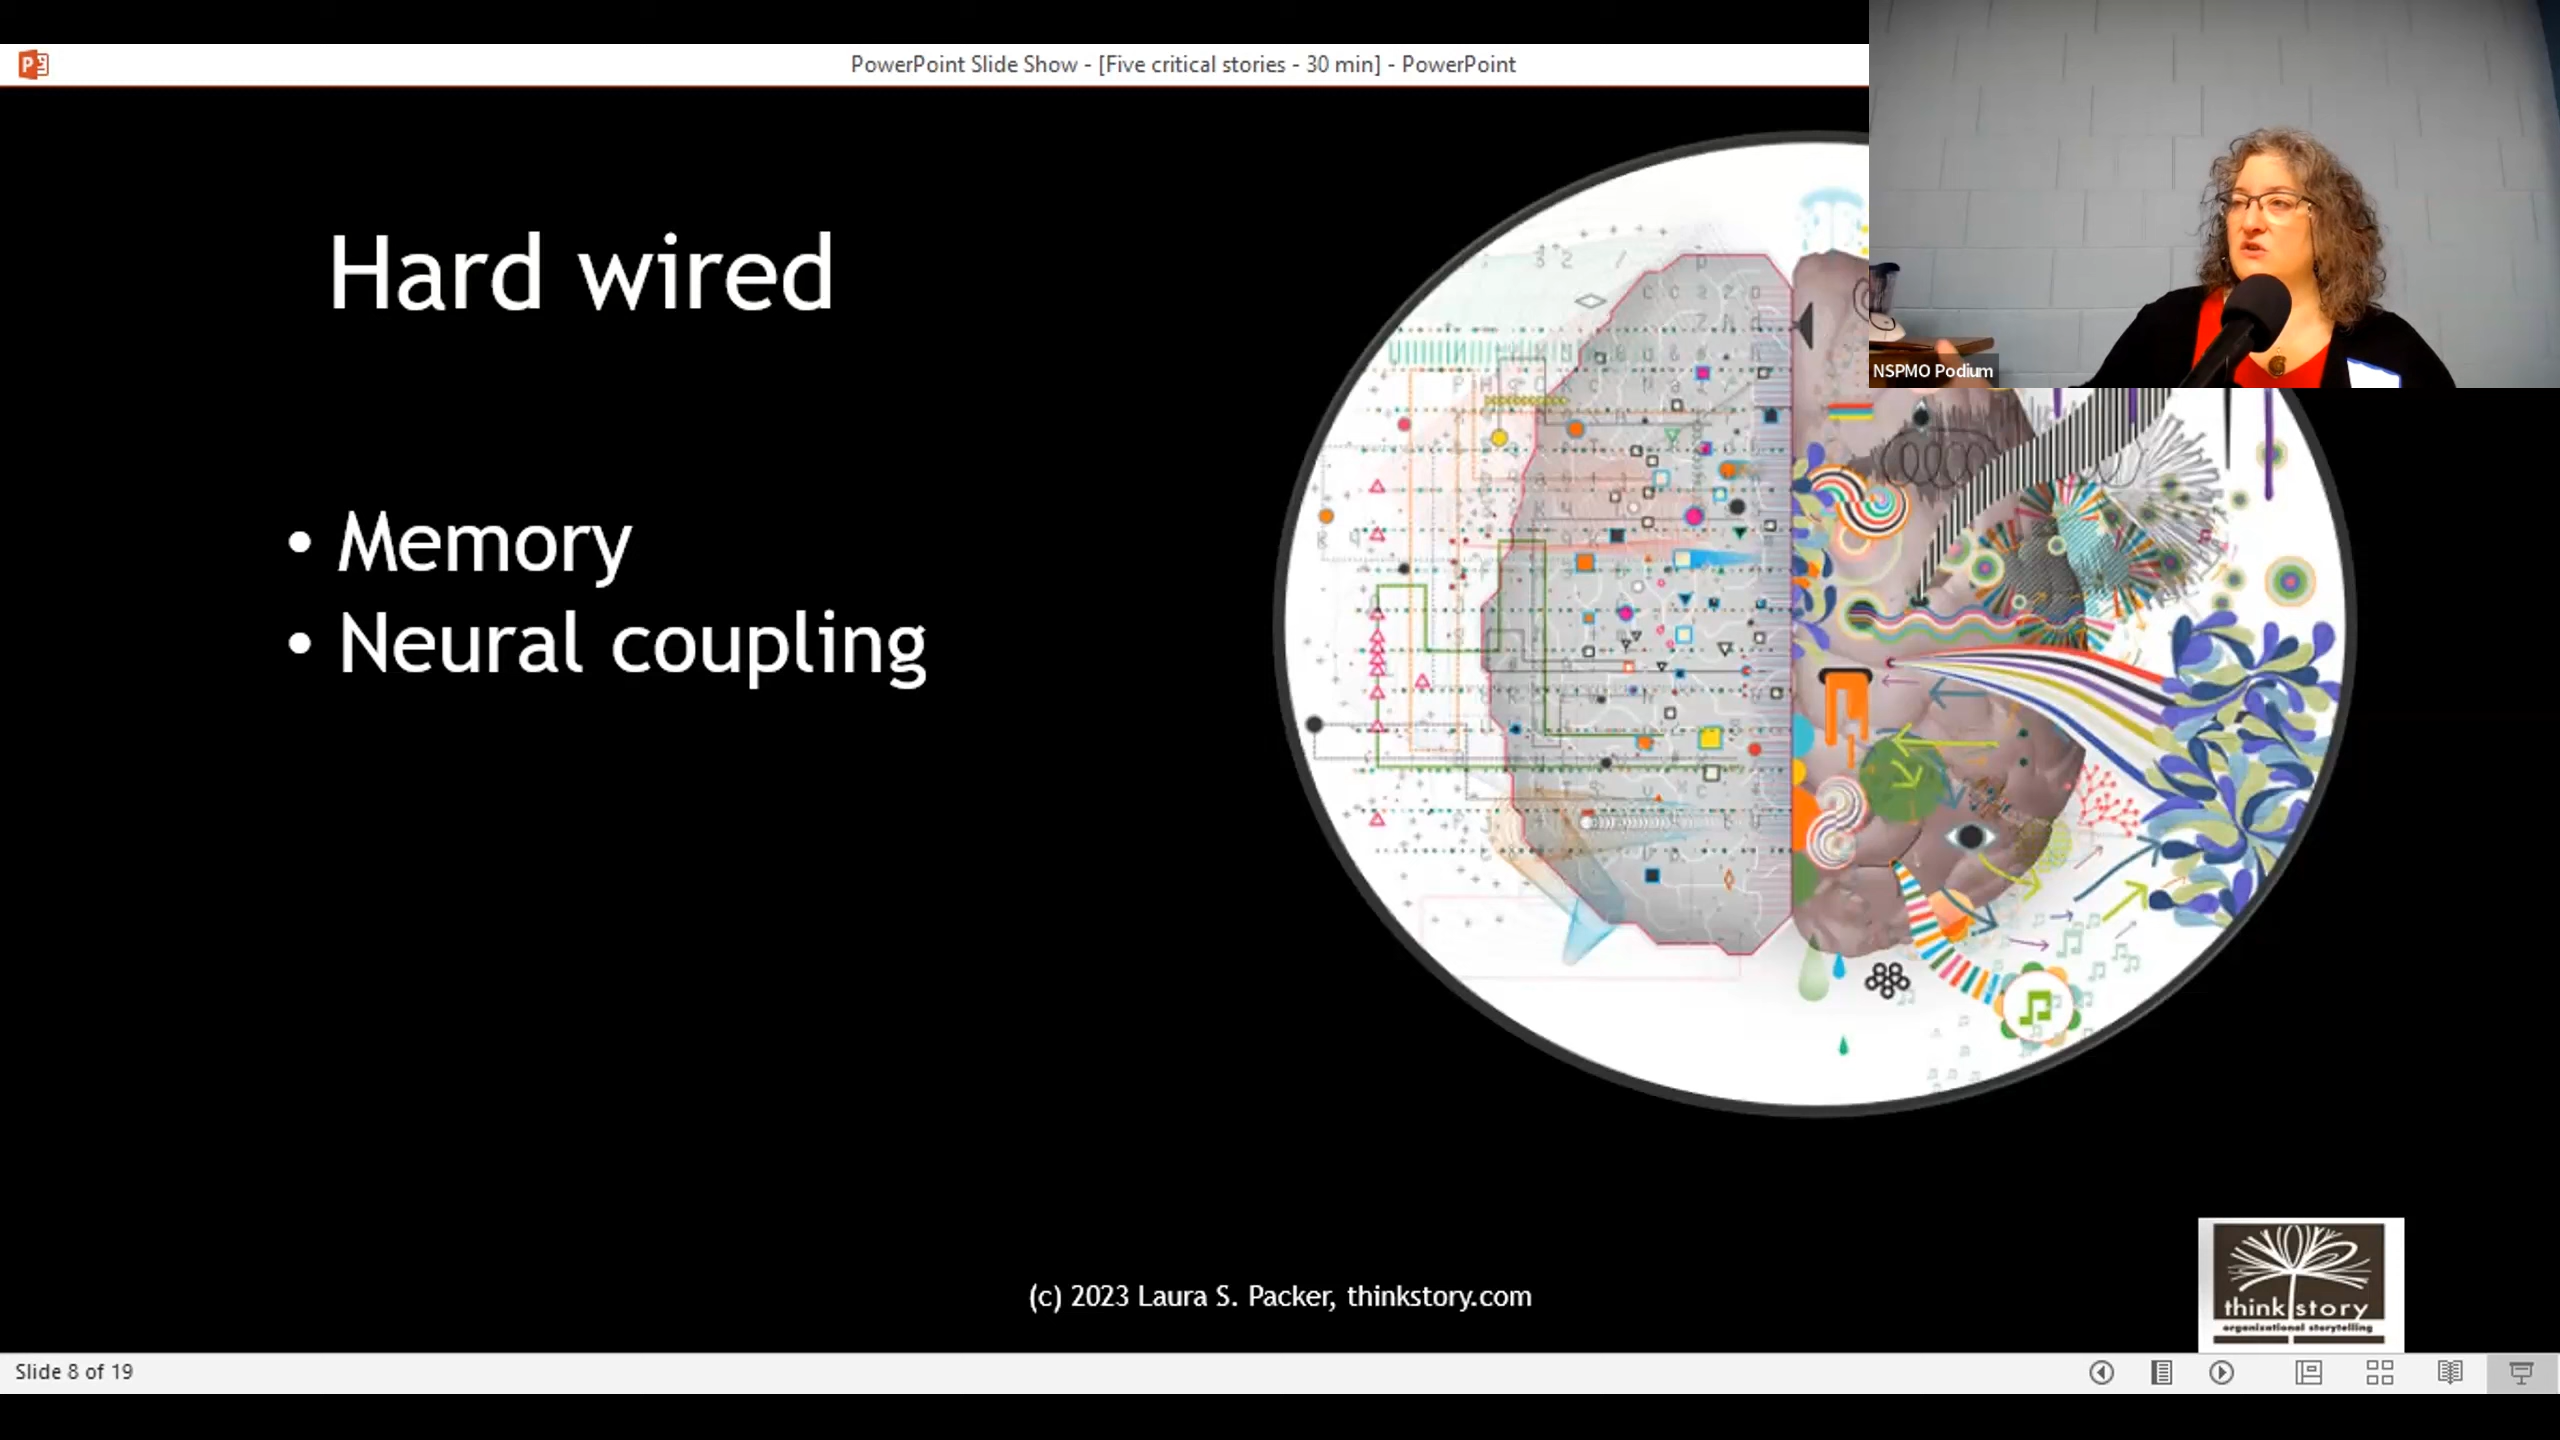 PowerPoint Slide Show - [Five critical stories - 30 min] - PowerPoint
NSPMO Podium
Hard wired
• Memory
• Neural coupling
(c) 2023 Laura S. Packer, thinkstory.com
think story
organizational storytelling
Slide 8 of 19